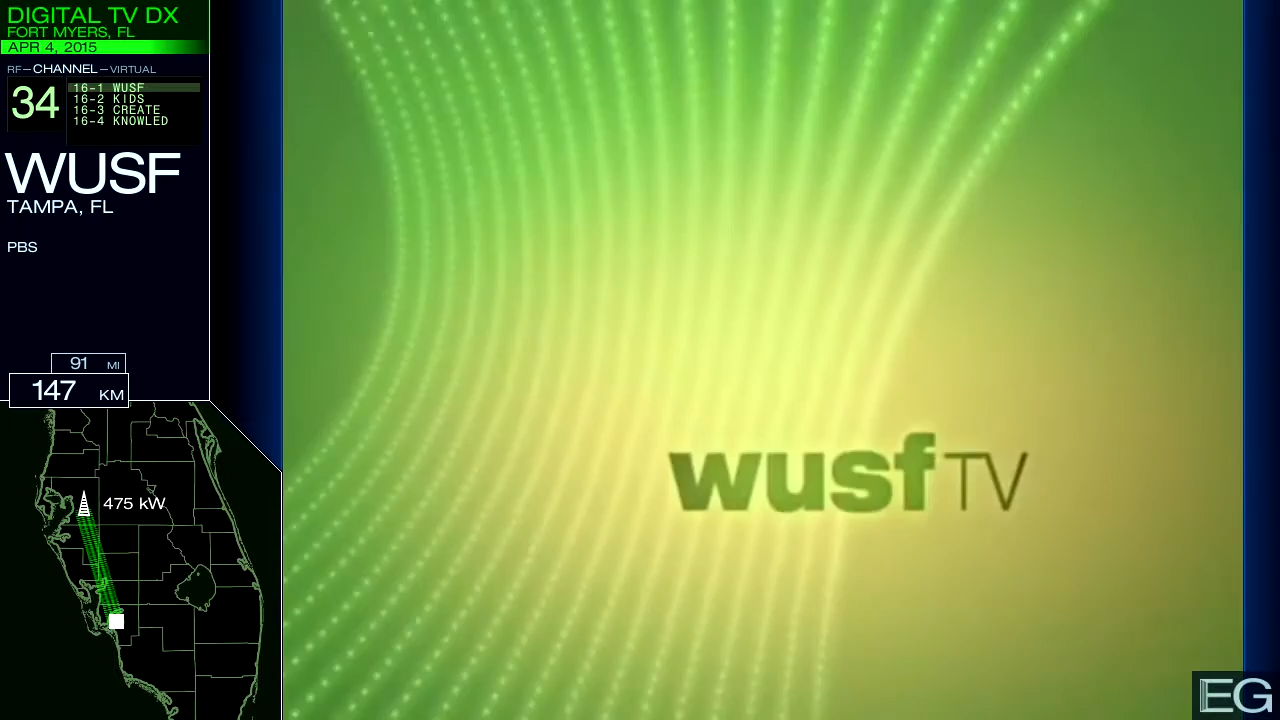 DIGITAL TV DX
FORT MYERS, FL
APR 4, 2015
RF–CHANNEL–VIRTUAL
34
16-1 WUSF
16-2 KIDS
16-3 CREATE
16-4 KNOWLED
WUSF
TAMPA, FL
PBS
91 MI
147 KM
475 kW
wusf TV
EG